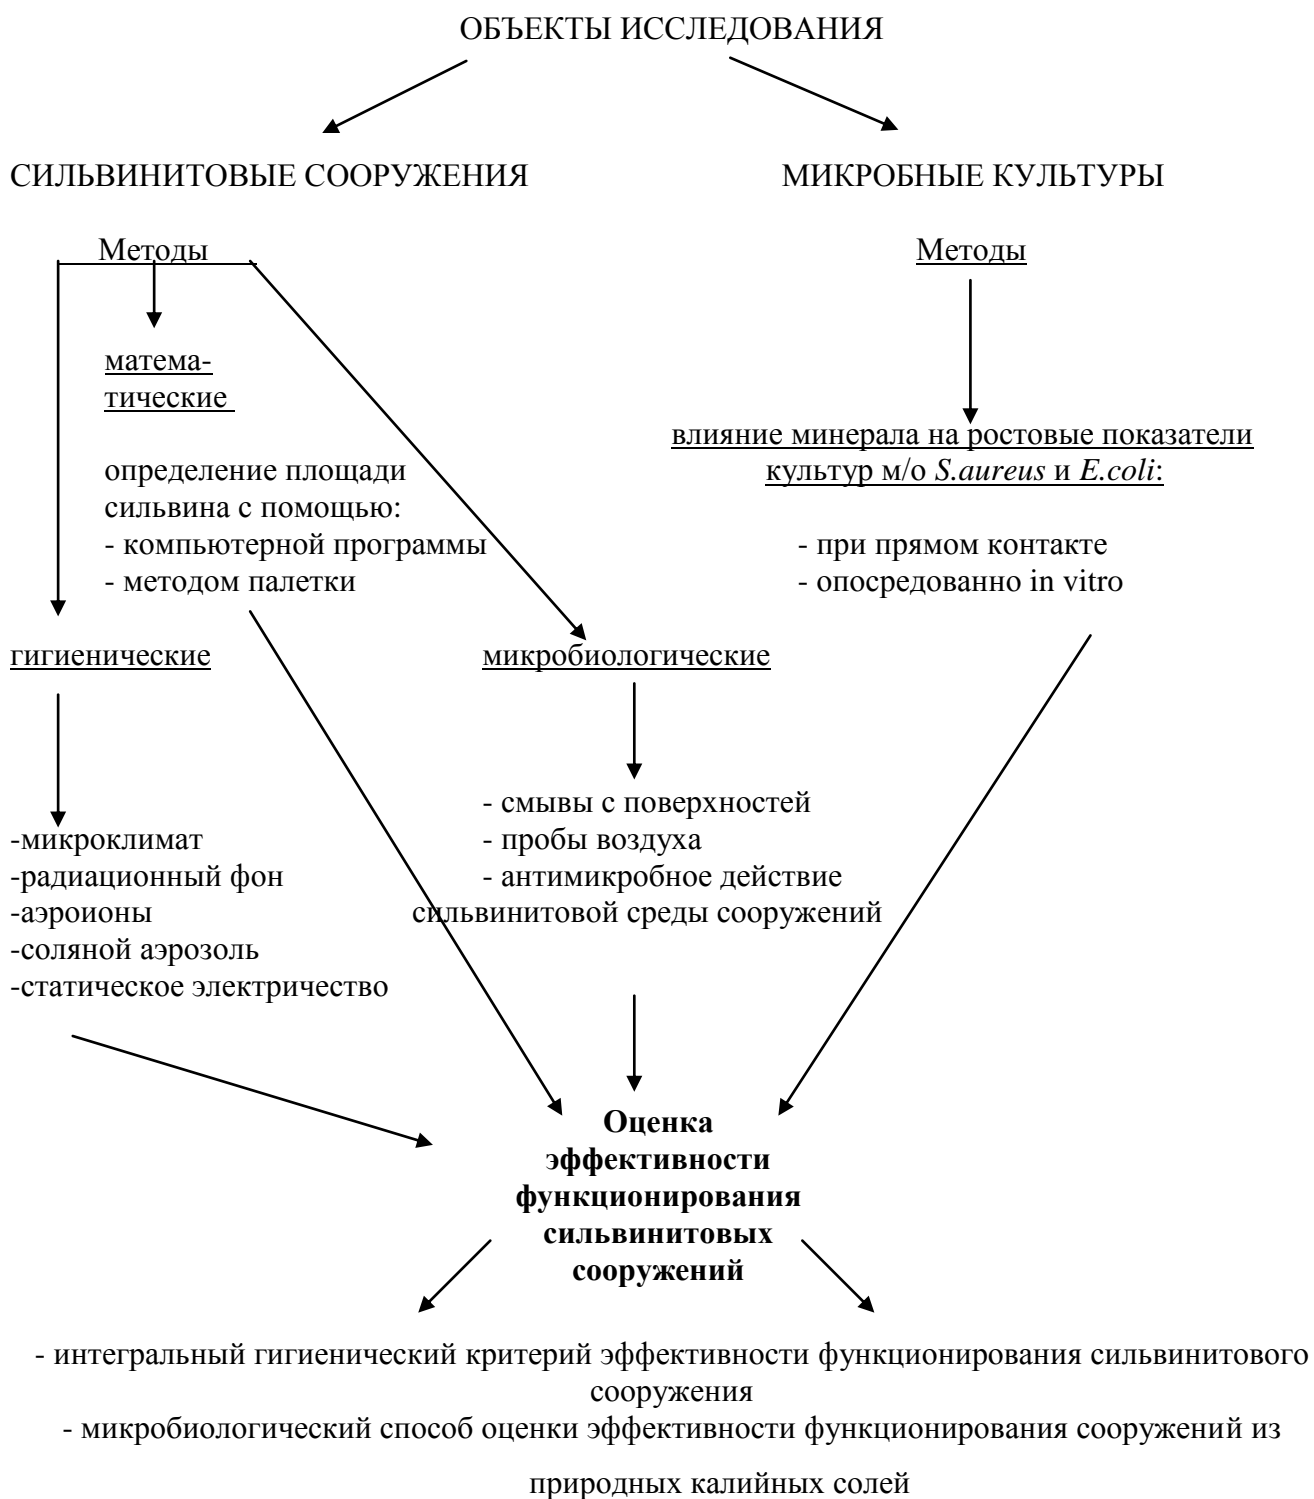 ОБЪЕКТЫ ИССЛЕДОВАНИЯ
СИЛЬВИНИТОВЫЕ СООРУЖЕНИЯ
МИКРОБНЫЕ КУЛЬТУРЫ
Методы
Методы
матема-
тические
определение площади
сильвина с помощью:
- компьютерной программы
- методом палетки
влияние минерала на ростовые показатели
культур м/о S.aureus и E.coli:
- при прямом контакте
- опосредованно in vitro
гигиенические
микробиологические
-микроклимат
-радиационный фон
-аэроионы
-соляной аэрозоль
-статическое электричество
- смывы с поверхностей
- пробы воздуха
- антимикробное действие
сильвинитовой среды сооружений
Оценка
эффективности
функционирования
сильвинитовых
сооружений
- интегральный гигиенический критерий эффективности функционирования сильвинитового
сооружения
- микробиологический способ оценки эффективности функционирования сооружений из
природных калийных солей